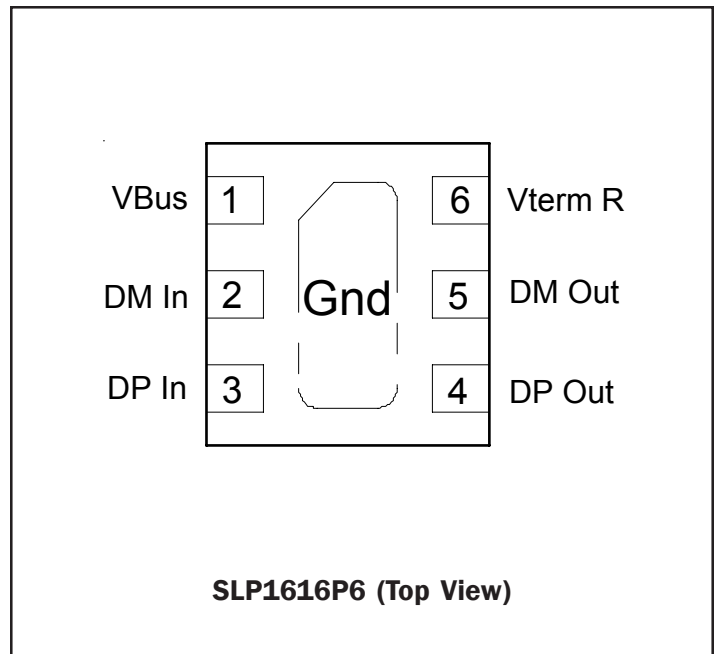 VBus 1 6 Vterm R
DM In 2 Gnd 5 DM Out
DP In 3 4 DP Out
SLP1616P6 (Top View)